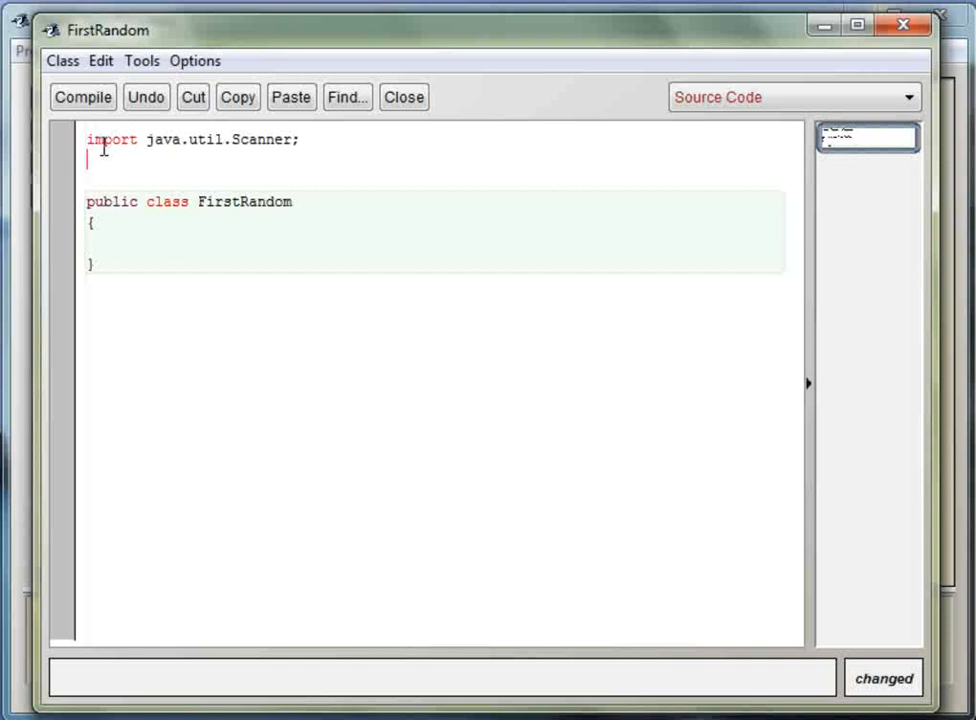 FirstRandom
Class Edit Tools Options
Compile Undo Cut Copy Paste Find... Close Source Code
import java.util.Scanner;
public class FirstRandom
{
}
changed